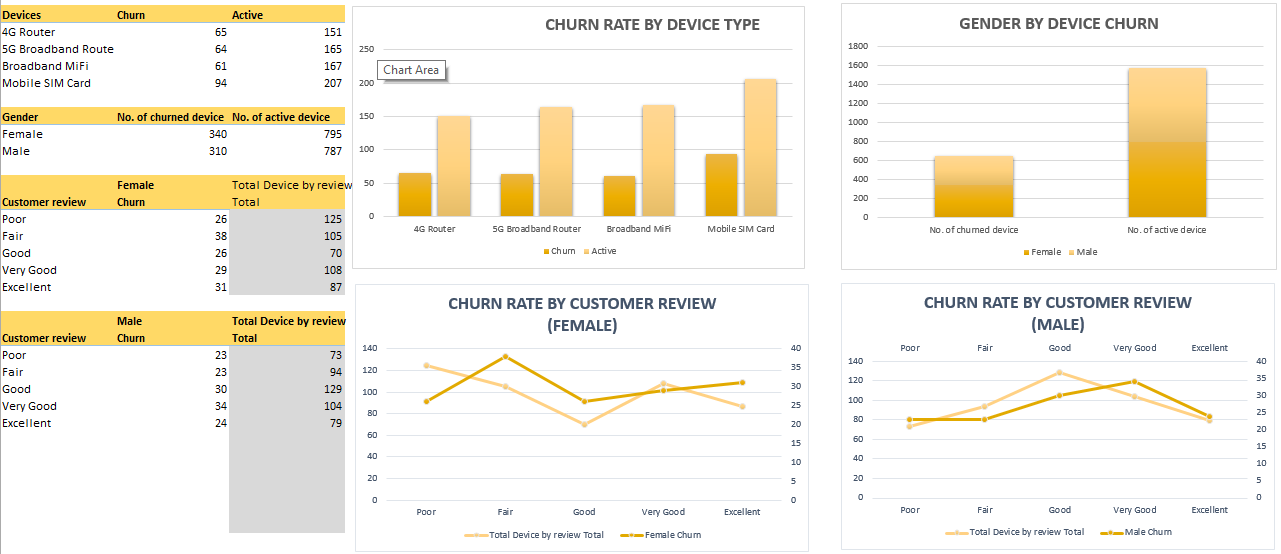 Devices Churn Active
4G Router 65 151
5G Broadband Route 64 165
Broadband MiFi 61 167
Mobile SIM Card 94 207
Gender No. of churned device No. of active device
Female 340 795
Male 310 787
Female Total Device by review
Customer review Churn Total
Poor 26 125
Fair 38 105
Good 26 70
Very Good 29 108
Excellent 31 87
Male Total Device by review
Customer review Churn Total
Poor 23 73
Fair 23 94
Good 30 129
Very Good 34 104
Excellent 24 79
CHURN RATE BY DEVICE TYPE
250
Chart Area
200
150
100
50
0
4G Router 5G Broadband Router Broadband MiFi Mobile SIM Card
Churn Active
GENDER BY DEVICE CHURN
1800
1600
1400
1200
1000
800
600
400
200
0
No. of churned device No. of active device
Female Male
CHURN RATE BY CUSTOMER REVIEW
(FEMALE)
140 40
120 35
100 30
80 25
60 20
40 15
20 10
0 5
0
Poor Fair Good Very Good Excellent
Total Device by review Total Female Churn
CHURN RATE BY CUSTOMER REVIEW
(MALE)
Poor Fair Good Very Good Excellent
140 40
120 35
100 30
80 25
60 20
40 15
20 10
0 5
0
Poor Fair Good Very Good Excellent
Total Device by review Total Male Churn